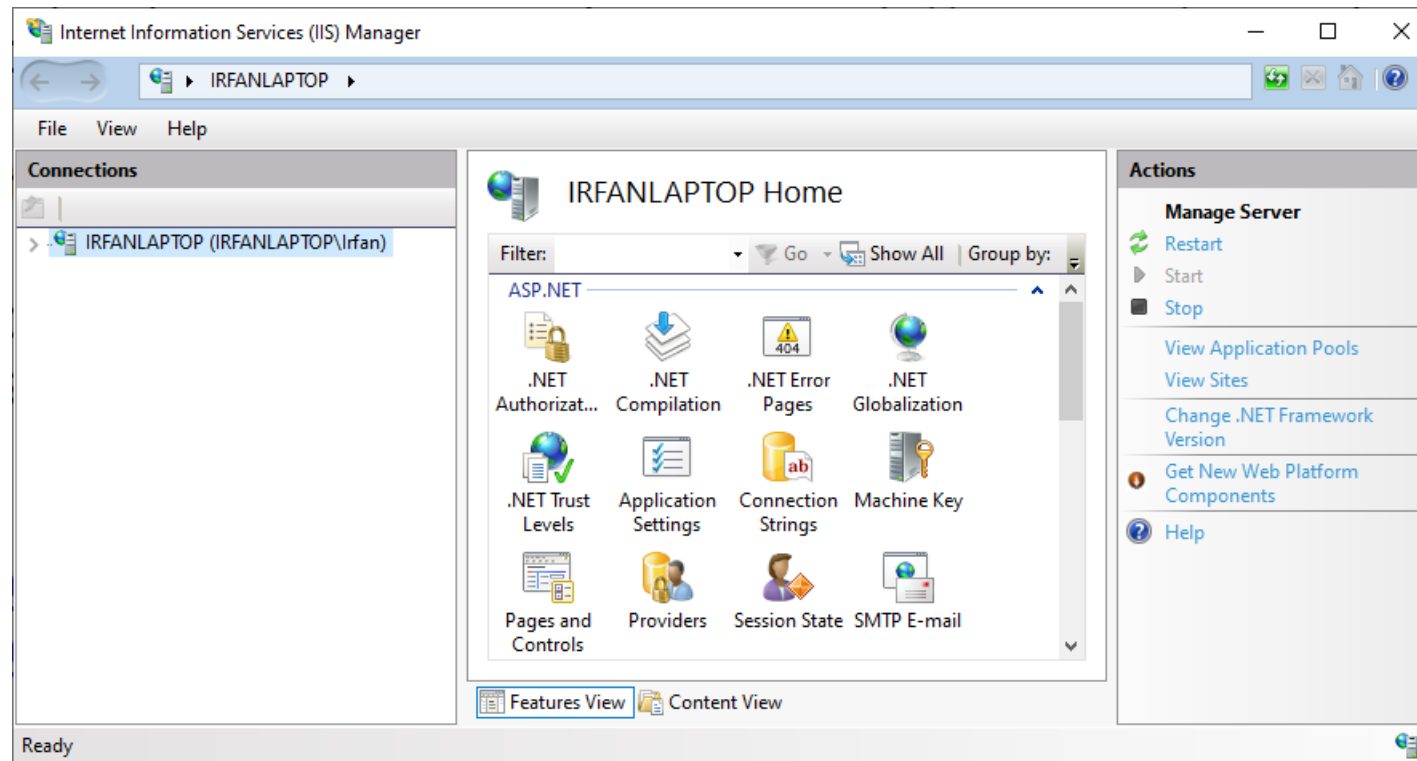 Internet Information Services (IIS) Manager
IRFANLAPTOP
File View Help
Connections
IRFANLAPTOP (IRFANLAPTOP\Irfan)
IRFANLAPTOP Home
Filter: Go Show All Group by:
ASP.NET
404
.NET Authorizat...
.NET Compilation
.NET Error Pages
.NET Globalization
ab
.NET Trust Levels
Application Settings
Connection Strings
Machine Key
Pages and Controls
Providers
Session State
SMTP E-mail
Features View Content View
Actions
Manage Server
Restart
Start
Stop
View Application Pools
View Sites
Change .NET Framework
Version
Get New Web Platform
Components
Help
Ready